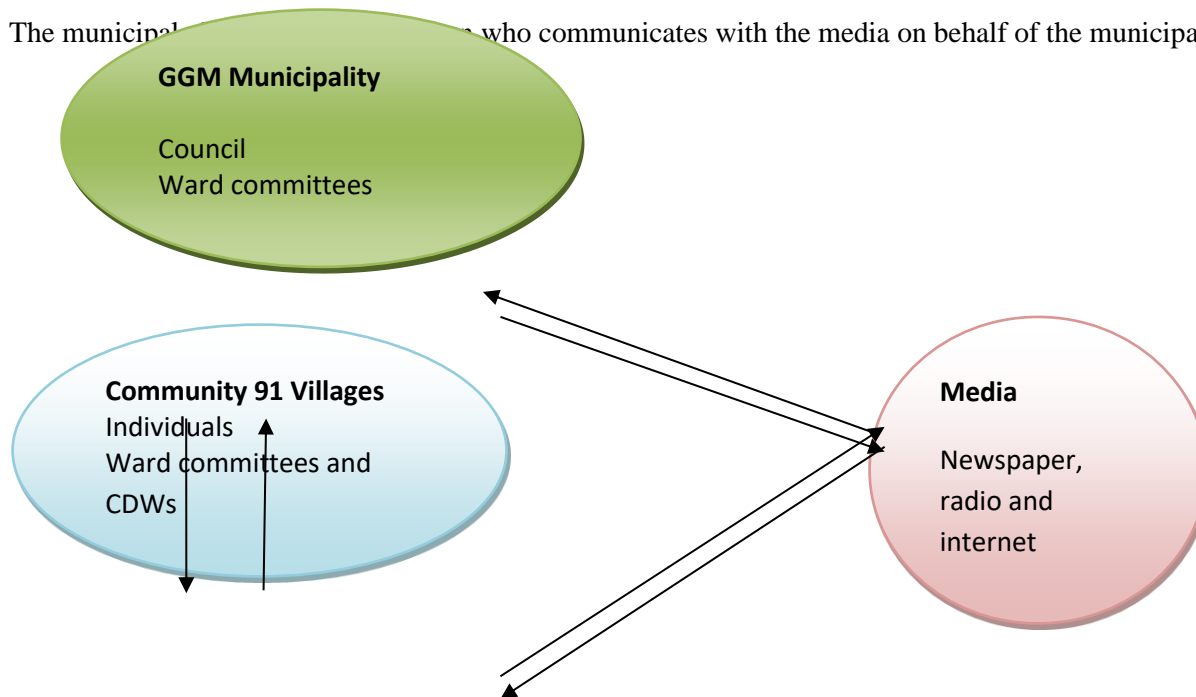 The municipal who communicates with the media on behalf of the municipa
GGM Municipality
Council
Ward committees
Community 91 Villages
Individuals
Ward committees and
CDWs
Media
Newspaper,
radio and
internet